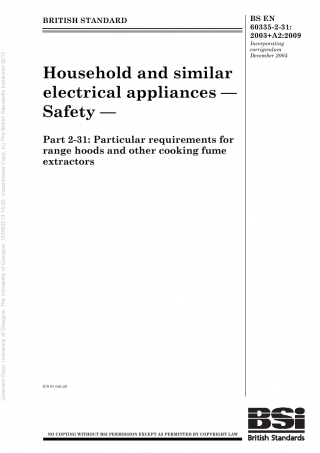 BRITISH STANDARD
BS EN
60335-2-31:
2003+A2:2009
Incorporating
corrigendum
December 2005
Household and similar
electrical appliances —
Safety —
Part 2-31: Particular requirements for
range hoods and other cooking fume
extractors
NO COPYING WITHOUT BSI PERMISSION EXCEPT AS PERMITTED BY COPYRIGHT LAW
BSi
British Standards